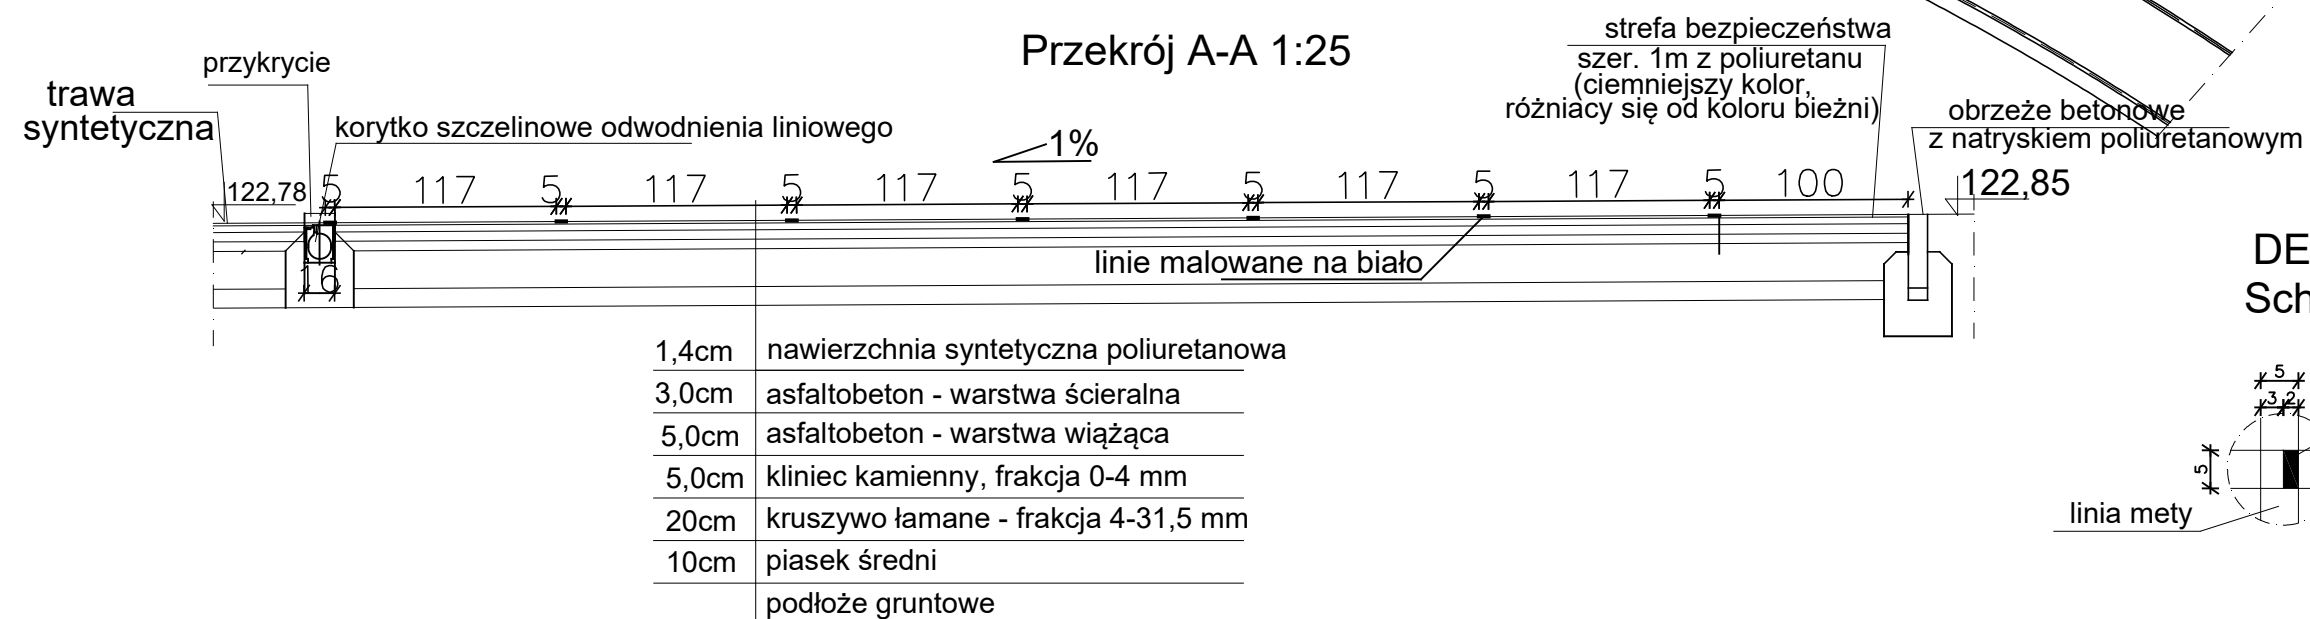 Przekrój A-A 1:25
strefa bezpieczeństwa
szer. 1m z poliuretanu
(ciemniejszy kolor,
różniacy się od koloru bieżni)
przykrycie
trawa
syntetyczna
korytko szczelinowe odwodnienia liniowego
obrzeże betonowe
z natryskiem poliuretanowym
1%
122,78 5 117 5 117 5 117 5 117 5 117 5 117 5 100 122,85
16
linie malowane na biało
DE
Sch
1,4cm nawierzchnia syntetyczna poliuretanowa
3,0cm asfaltobeton - warstwa ścieralna
5,0cm asfaltobeton - warstwa wiążąca
5,0cm kliniec kamienny, frakcja 0-4 mm
20cm kruszywo łamane - frakcja 4-31,5 mm
10cm piasek średni
podłoże gruntowe
5
3 2
5
linia mety